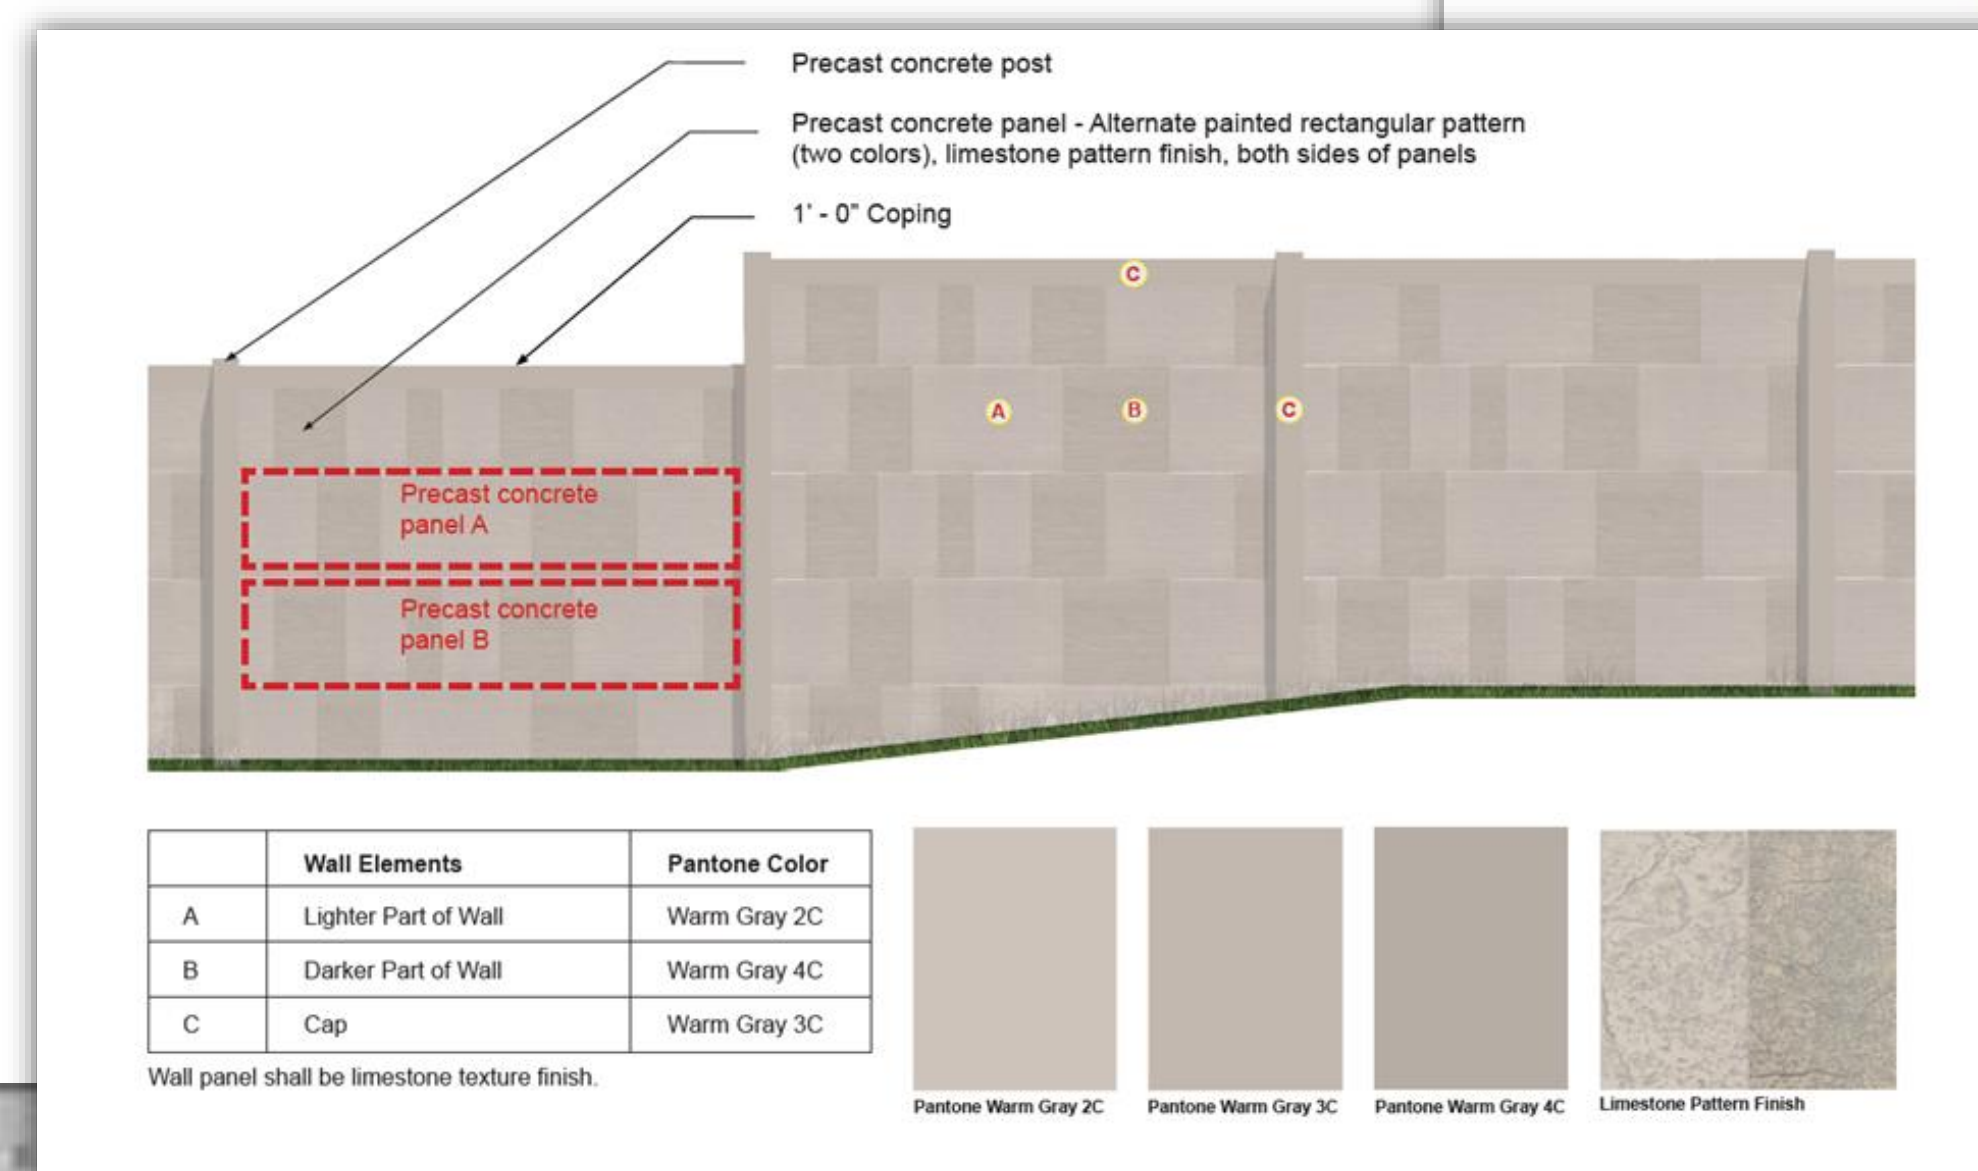 Precast concrete post
Precast concrete panel - Alternate painted rectangular pattern
(two colors), limestone pattern finish, both sides of panels
1' - 0" Coping
C
A
B
C
Precast concrete
panel A
Precast concrete
panel B
Wall Elements Pantone Color
A Lighter Part of Wall Warm Gray 2C
B Darker Part of Wall Warm Gray 4C
C Cap Warm Gray 3C
Wall panel shall be limestone texture finish.
Pantone Warm Gray 2C
Pantone Warm Gray 3C
Pantone Warm Gray 4C
Limestone Pattern Finish